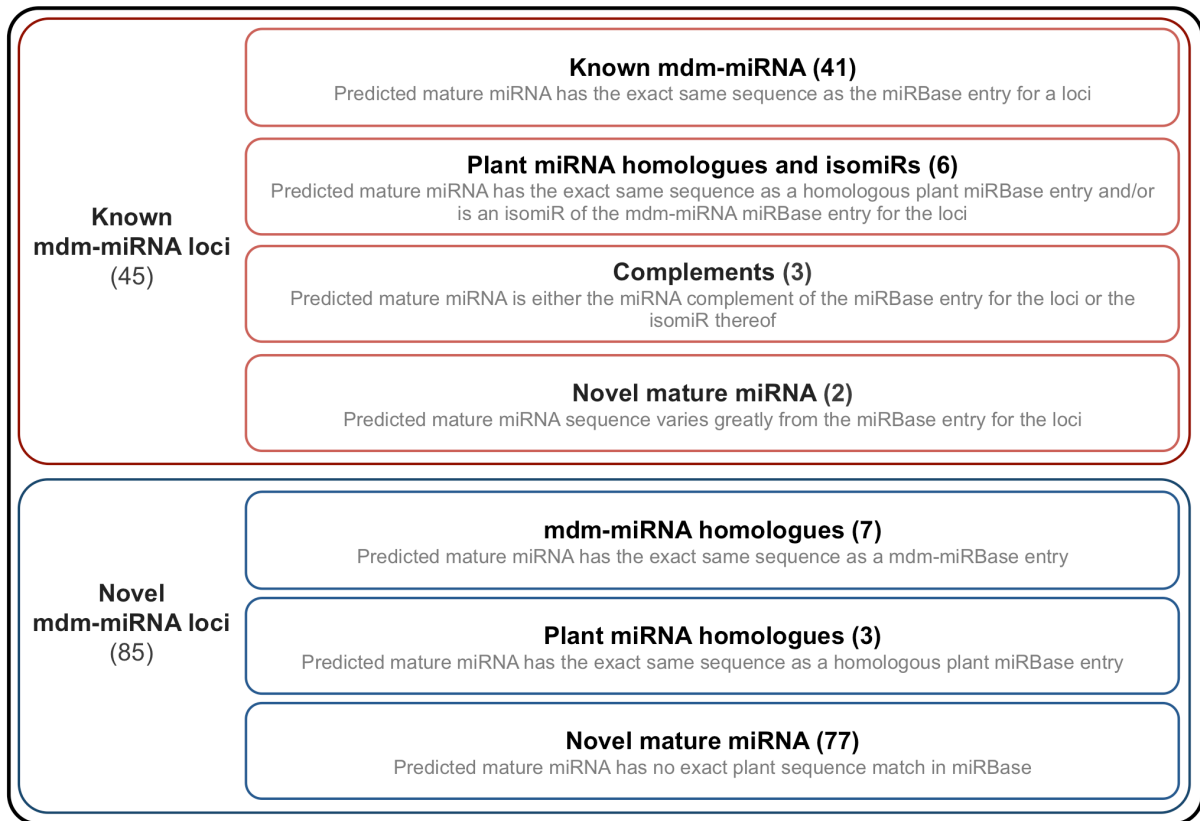 Known
mdm-miRNA loci
(45)
Known mdm-miRNA (41)
Predicted mature miRNA has the exact same sequence as the miRBase entry for a loci
Plant miRNA homologues and isomiRs (6)
Predicted mature miRNA has the exact same sequence as a homologous plant miRBase entry and/or
is an isomiR of the mdm-miRNA miRBase entry for the loci
Complements (3)
Predicted mature miRNA is either the miRNA complement of the miRBase entry for the loci or the
isomiR thereof
Novel mature miRNA (2)
Predicted mature miRNA sequence varies greatly from the miRBase entry for the loci
Novel
mdm-miRNA loci
(85)
mdm-miRNA homologues (7)
Predicted mature miRNA has the exact same sequence as a mdm-miRBase entry
Plant miRNA homologues (3)
Predicted mature miRNA has the exact same sequence as a homologous plant miRBase entry
Novel mature miRNA (77)
Predicted mature miRNA has no exact plant sequence match in miRBase